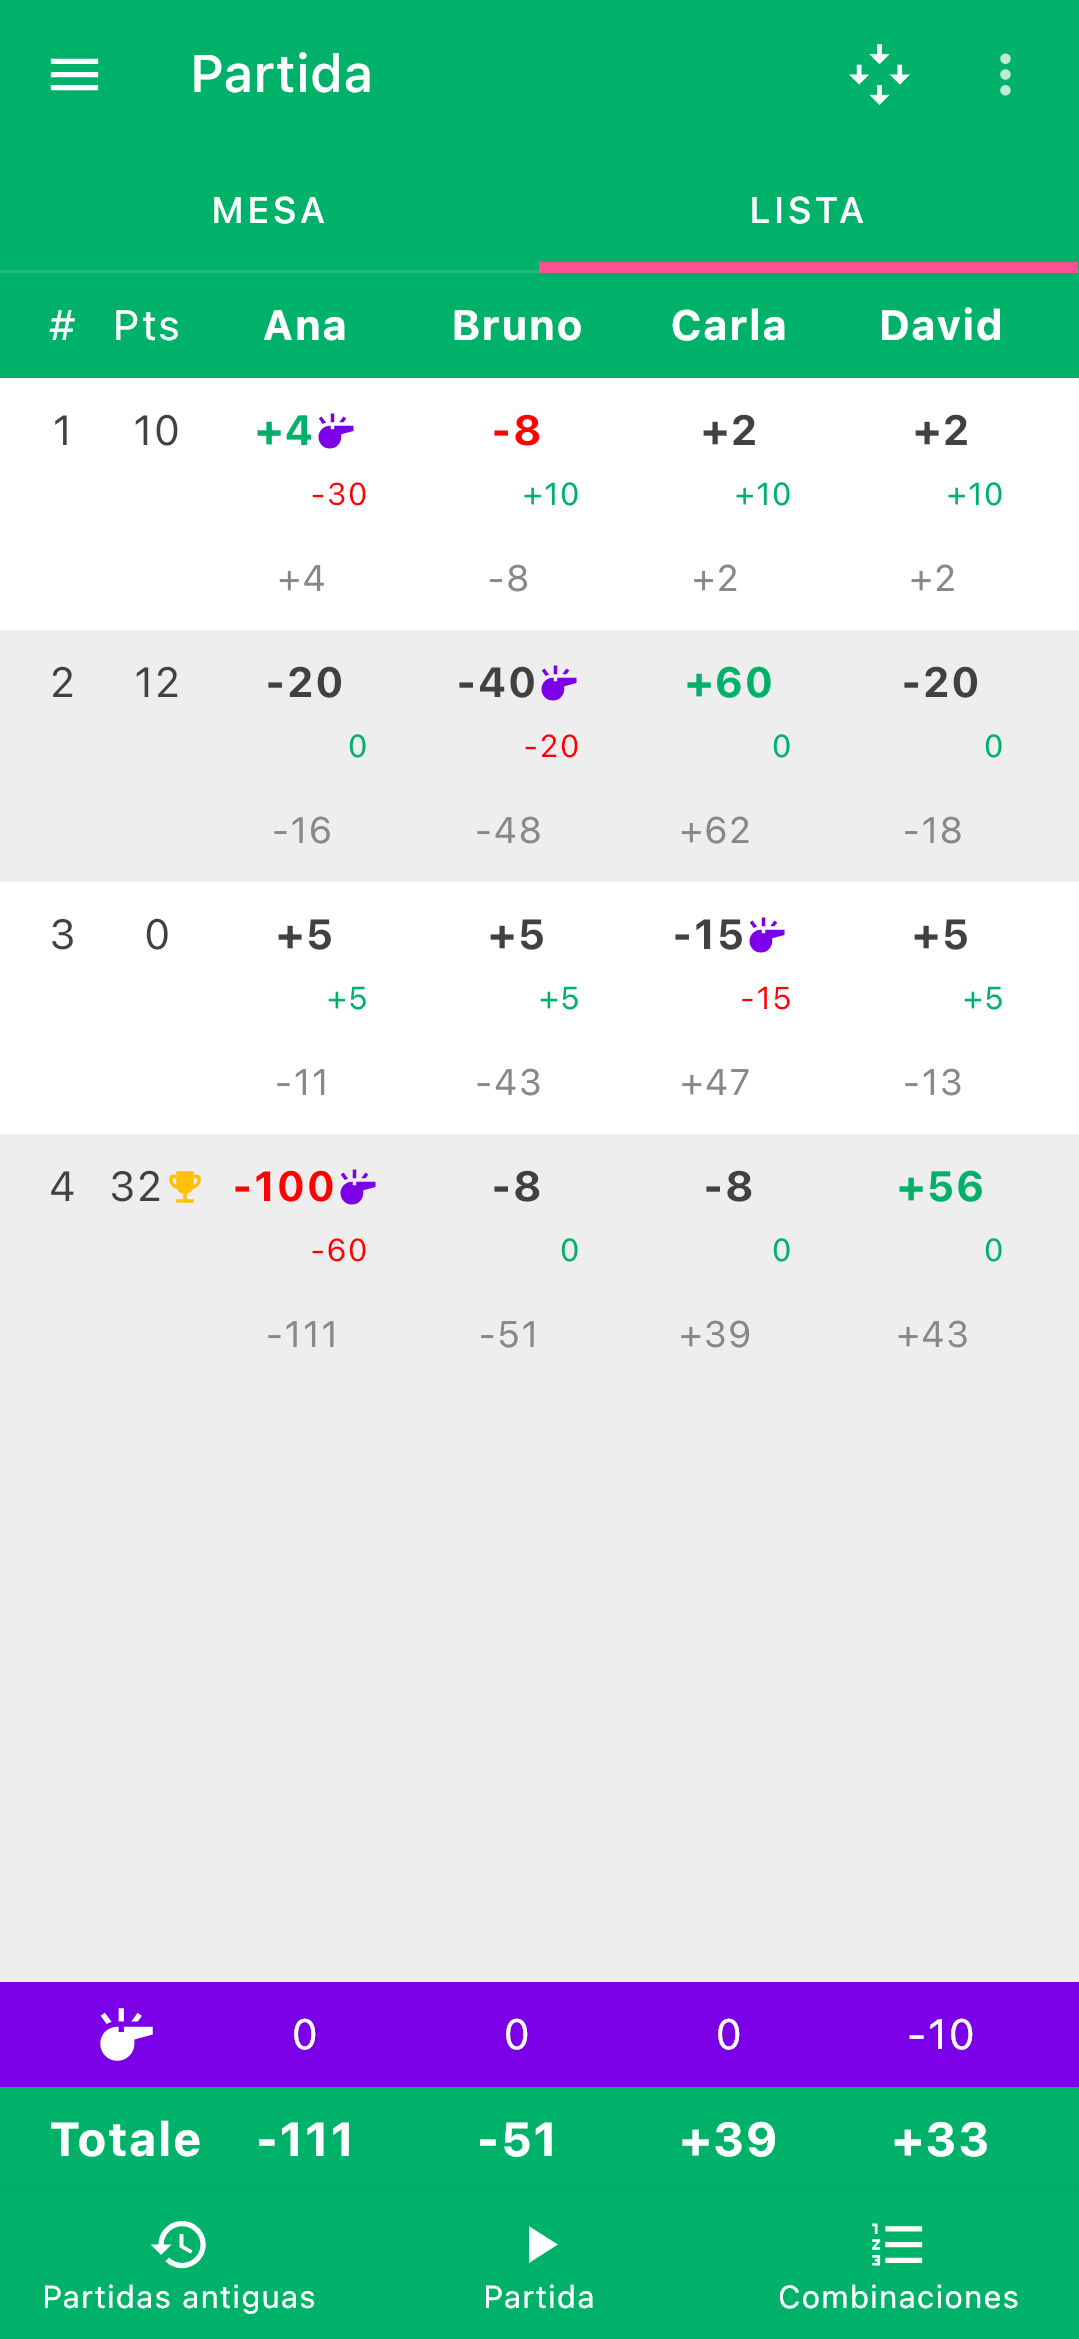 Partida
MESA LISTA
# Pts Ana Bruno Carla David
1 10 +4 -8 +2 +2
-30 +10 +10 +10
+4 -8 +2 +2
2 12 -20 -40 +60 -20
0 -20 0 0
-16 -48 +62 -18
3 0 +5 +5 -15 +5
+5 +5 -15 +5
-11 -43 +47 -13
4 32 -100 -8 -8 +56
-60 0 0 0
-111 -51 +39 +43
0 0 0 -10
Totale -111 -51 +39 +33
Partidas antiguas Partida Combinaciones